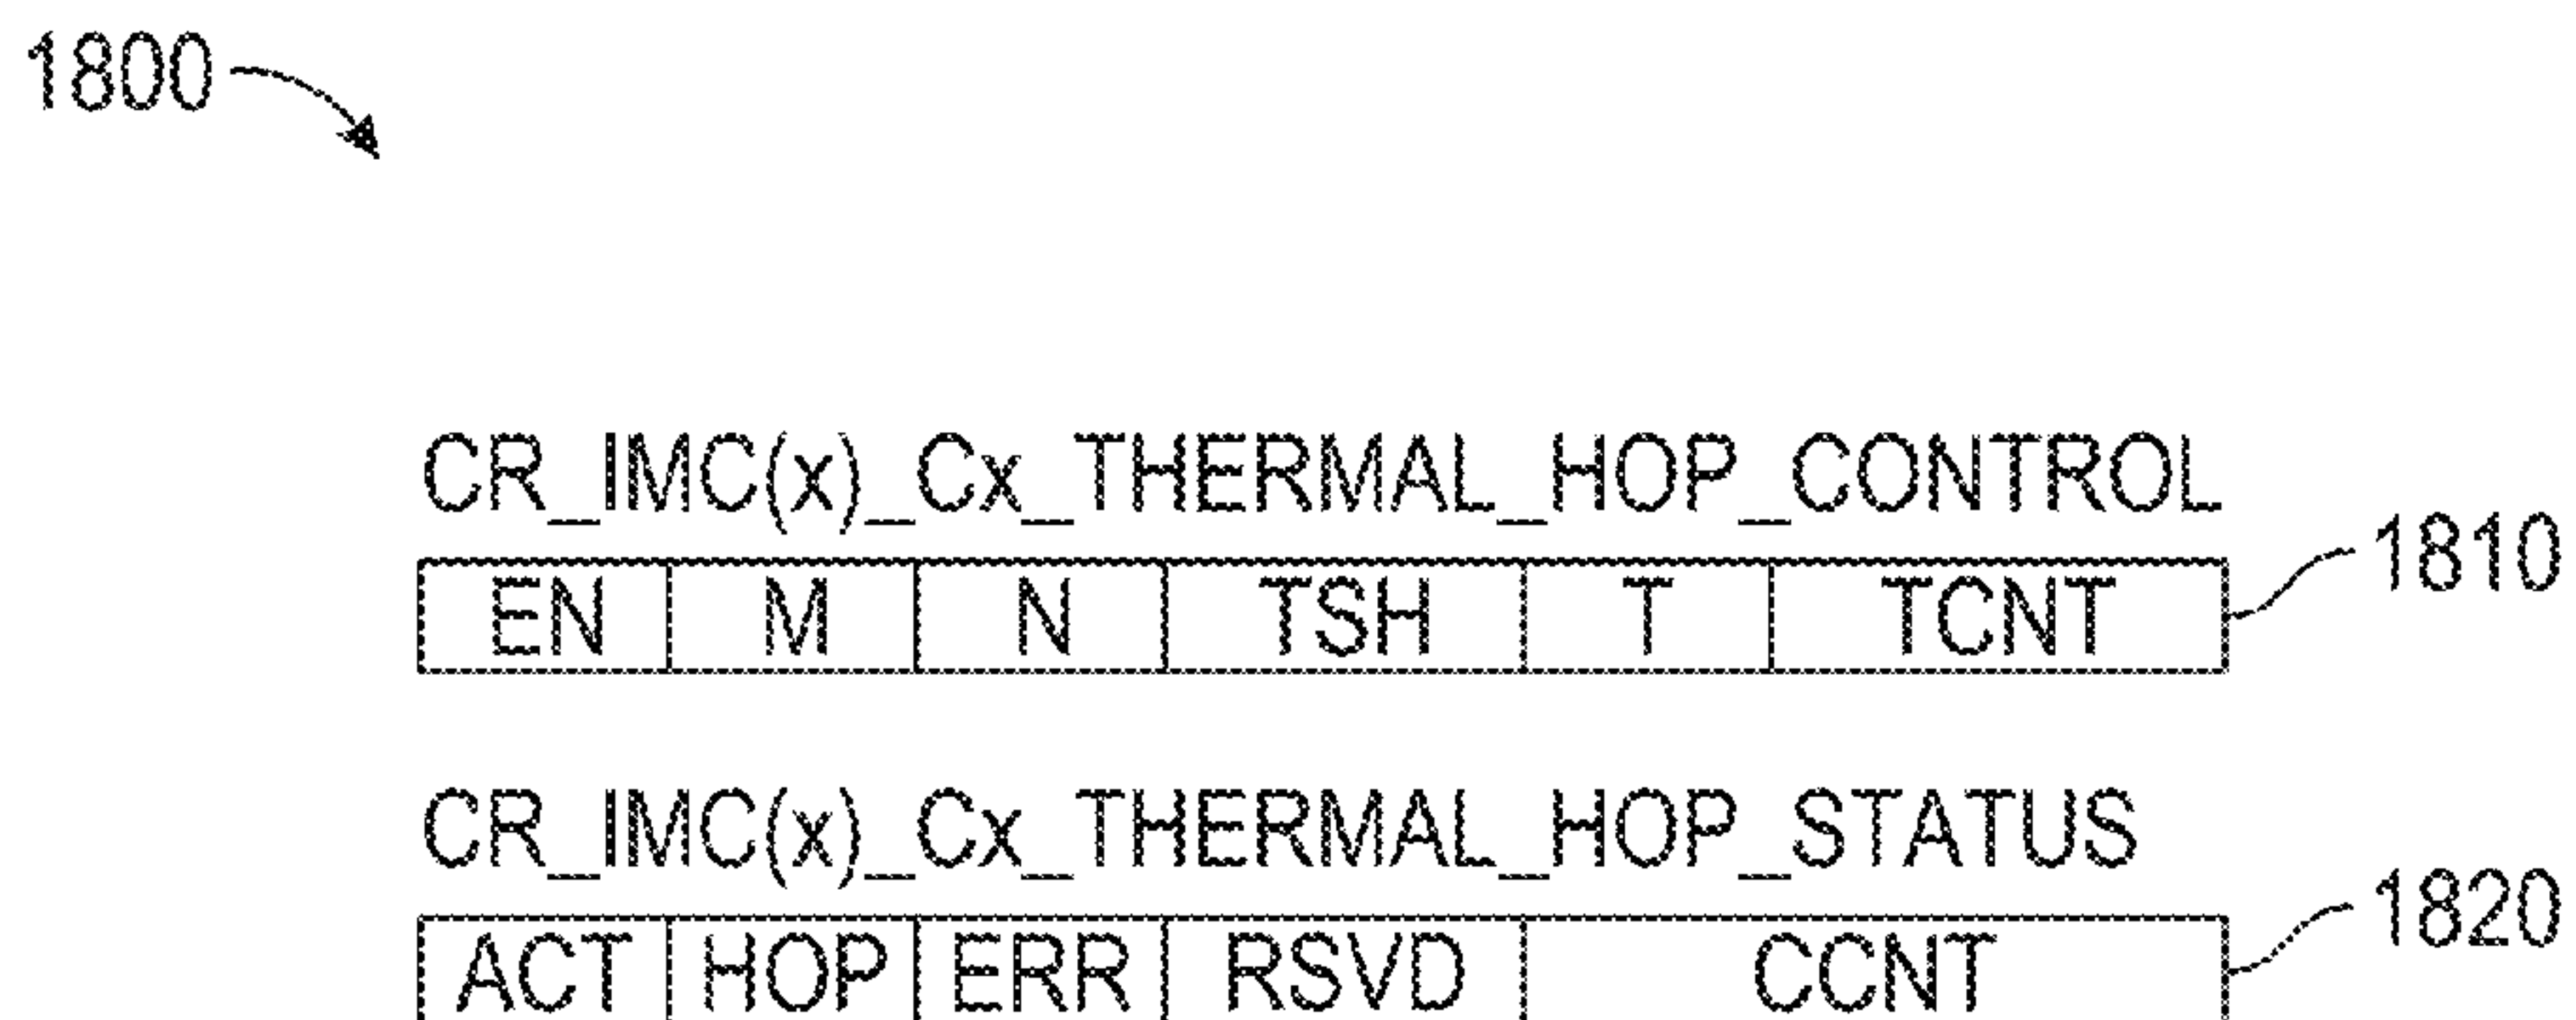 1800
CR_IMC(x)_Cx_THERMAL_HOP_CONTROL
EN M N TSH T TCNT 1810
CR_IMC(x)_Cx_THERMAL_HOP_STATUS
ACT HOP ERR RSVD CCNT 1820